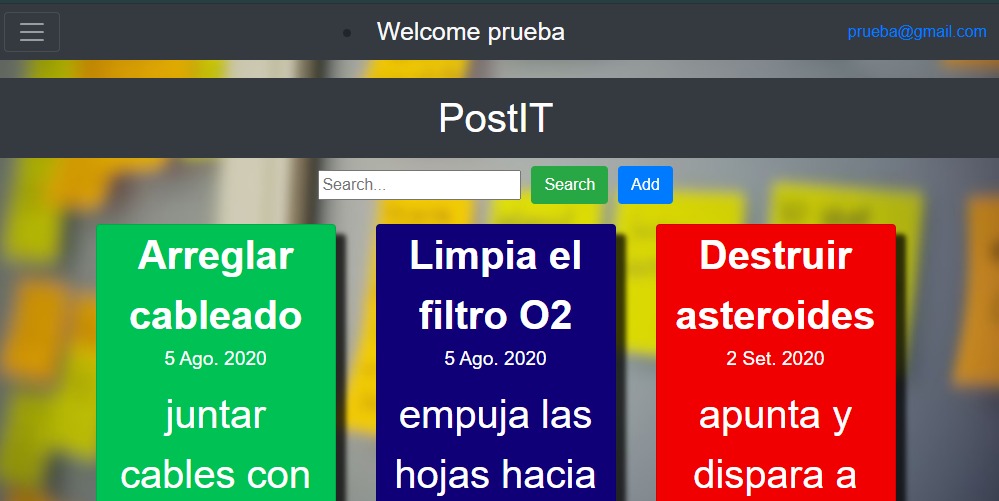 Welcome prueba
prueba@gmail.com
PostIT
Search...
Search
Add
Arreglar
cableado
5 Ago. 2020
juntar
cables con
Limpia el
filtro O2
5 Ago. 2020
empuja las
hojas hacia
Destruir
asteroides
2 Set. 2020
apunta y
dispara a